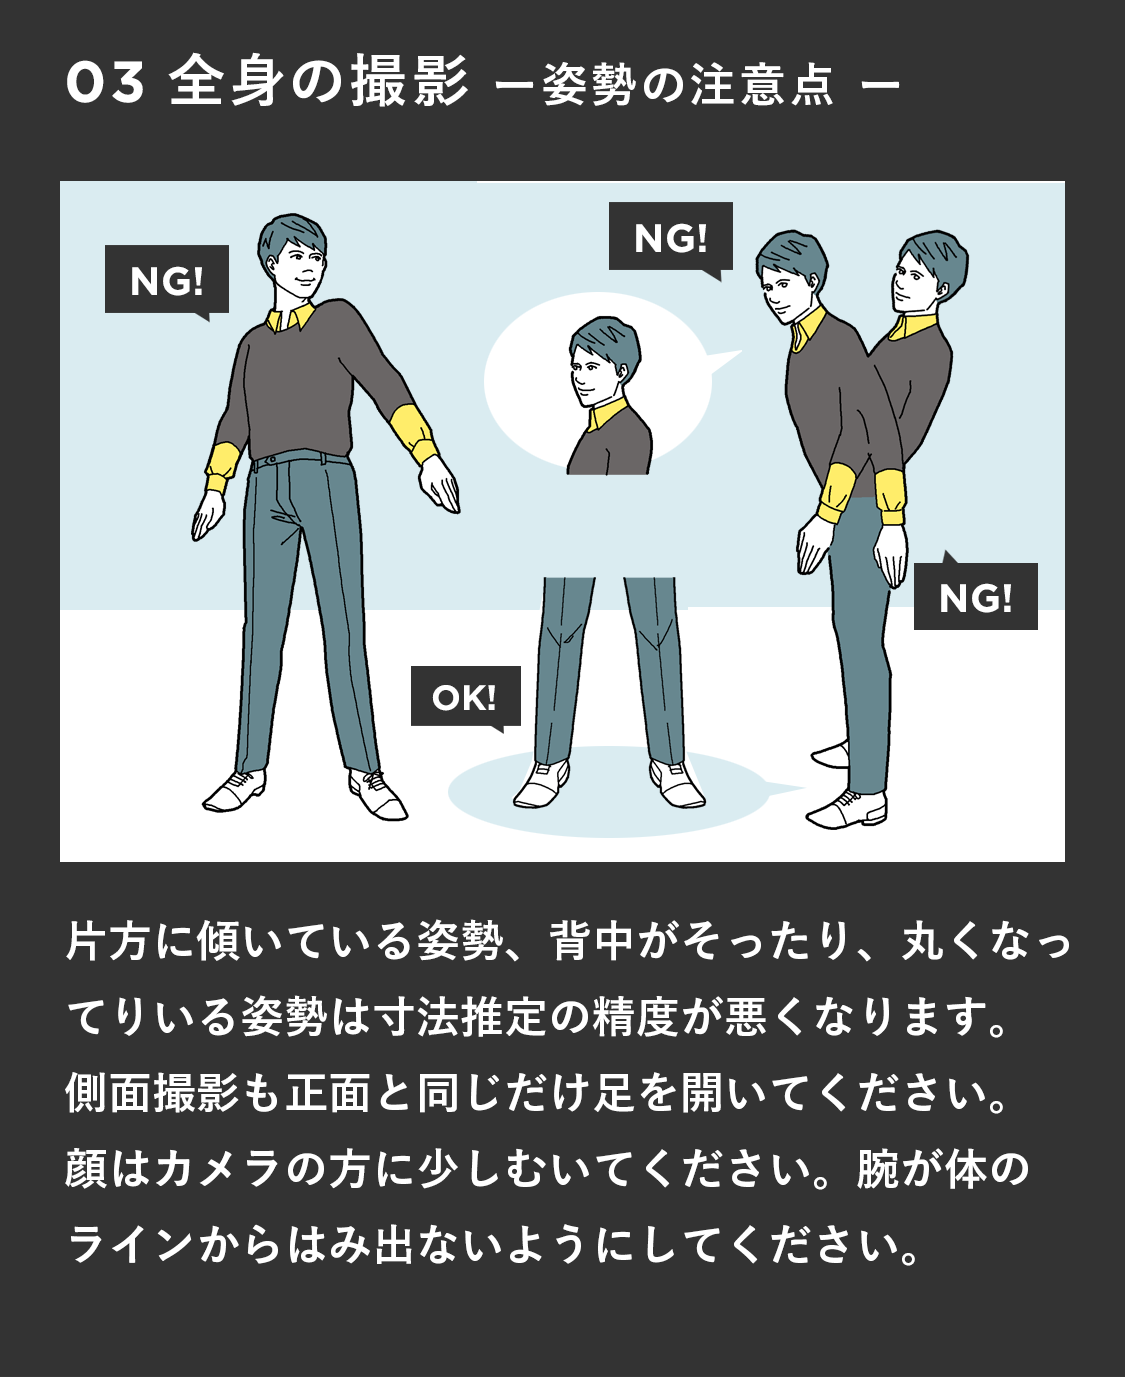 03 全身の撮影 ー姿勢の注意点 ー
NG!
NG!
NG!
OK!
片方に傾いている姿勢、背中がそったり、丸くなっ
てりいる姿勢は寸法推定の精度が悪くなります。
側面撮影も正面と同じだけ足を開いてください。
顔はカメラの方に少しむいてください。腕が体の
ラインからはみ出ないようにしてください。